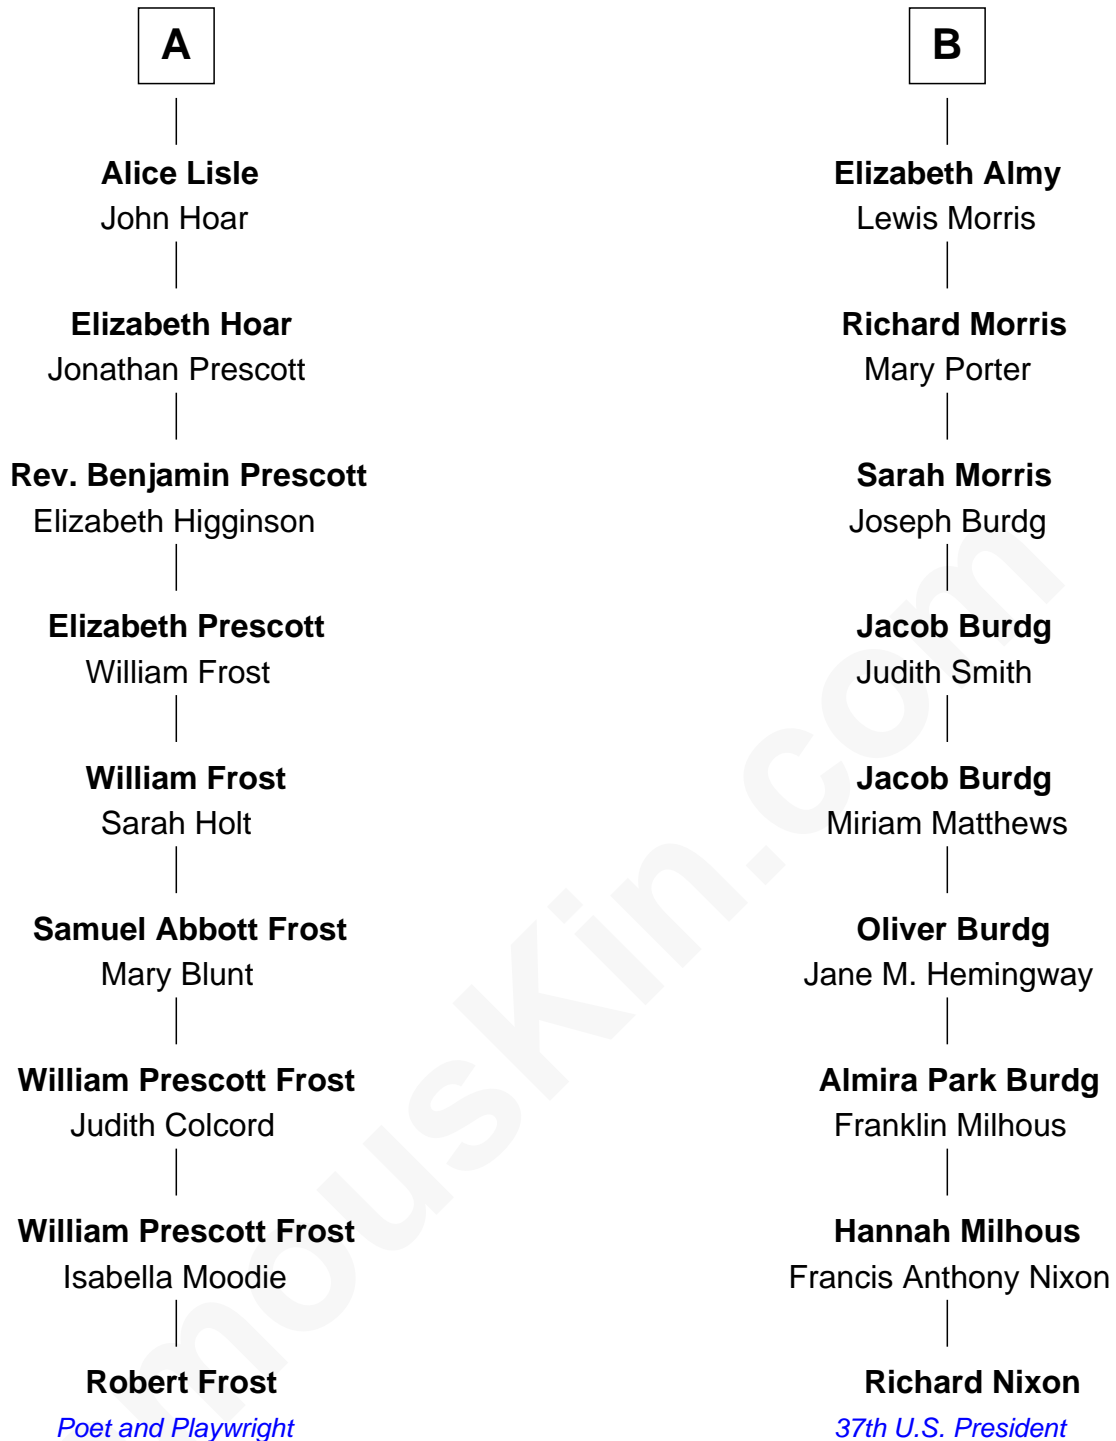 A
Alice Lisle
John Hoar
Elizabeth Hoar
Jonathan Prescott
Rev. Benjamin Prescott
Elizabeth Higginson
Elizabeth Prescott
William Frost
William Frost
Sarah Holt
Samuel Abbott Frost
Mary Blunt
William Prescott Frost
Judith Colcord
William Prescott Frost
Isabella Moodie
Robert Frost
Poet and Playwright
B
Elizabeth Almy
Lewis Morris
Richard Morris
Mary Porter
Sarah Morris
Joseph Burdg
Jacob Burdg
Judith Smith
Jacob Burdg
Miriam Matthews
Oliver Burdg
Jane M. Hemingway
Almira Park Burdg
Franklin Milhous
Hannah Milhous
Francis Anthony Nixon
Richard Nixon
37th U.S. President
mousKin.com